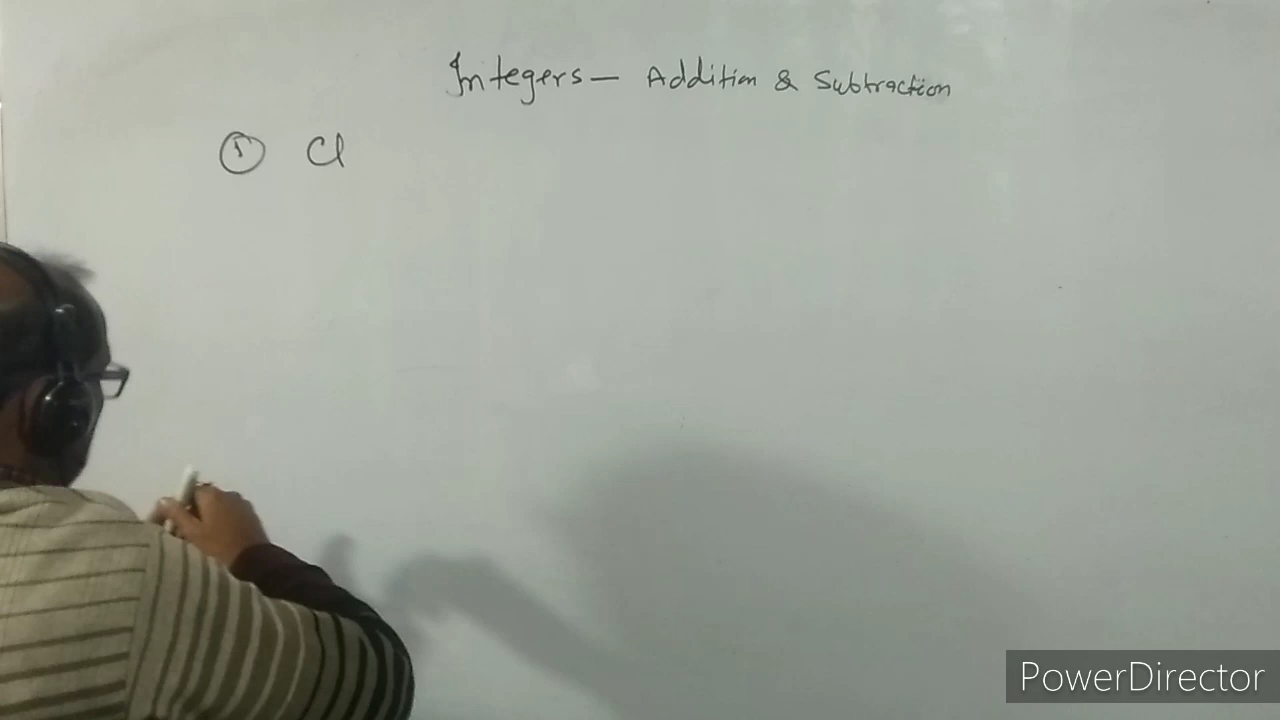 Integers — Addition & Subtraction
① Cl
PowerDirector